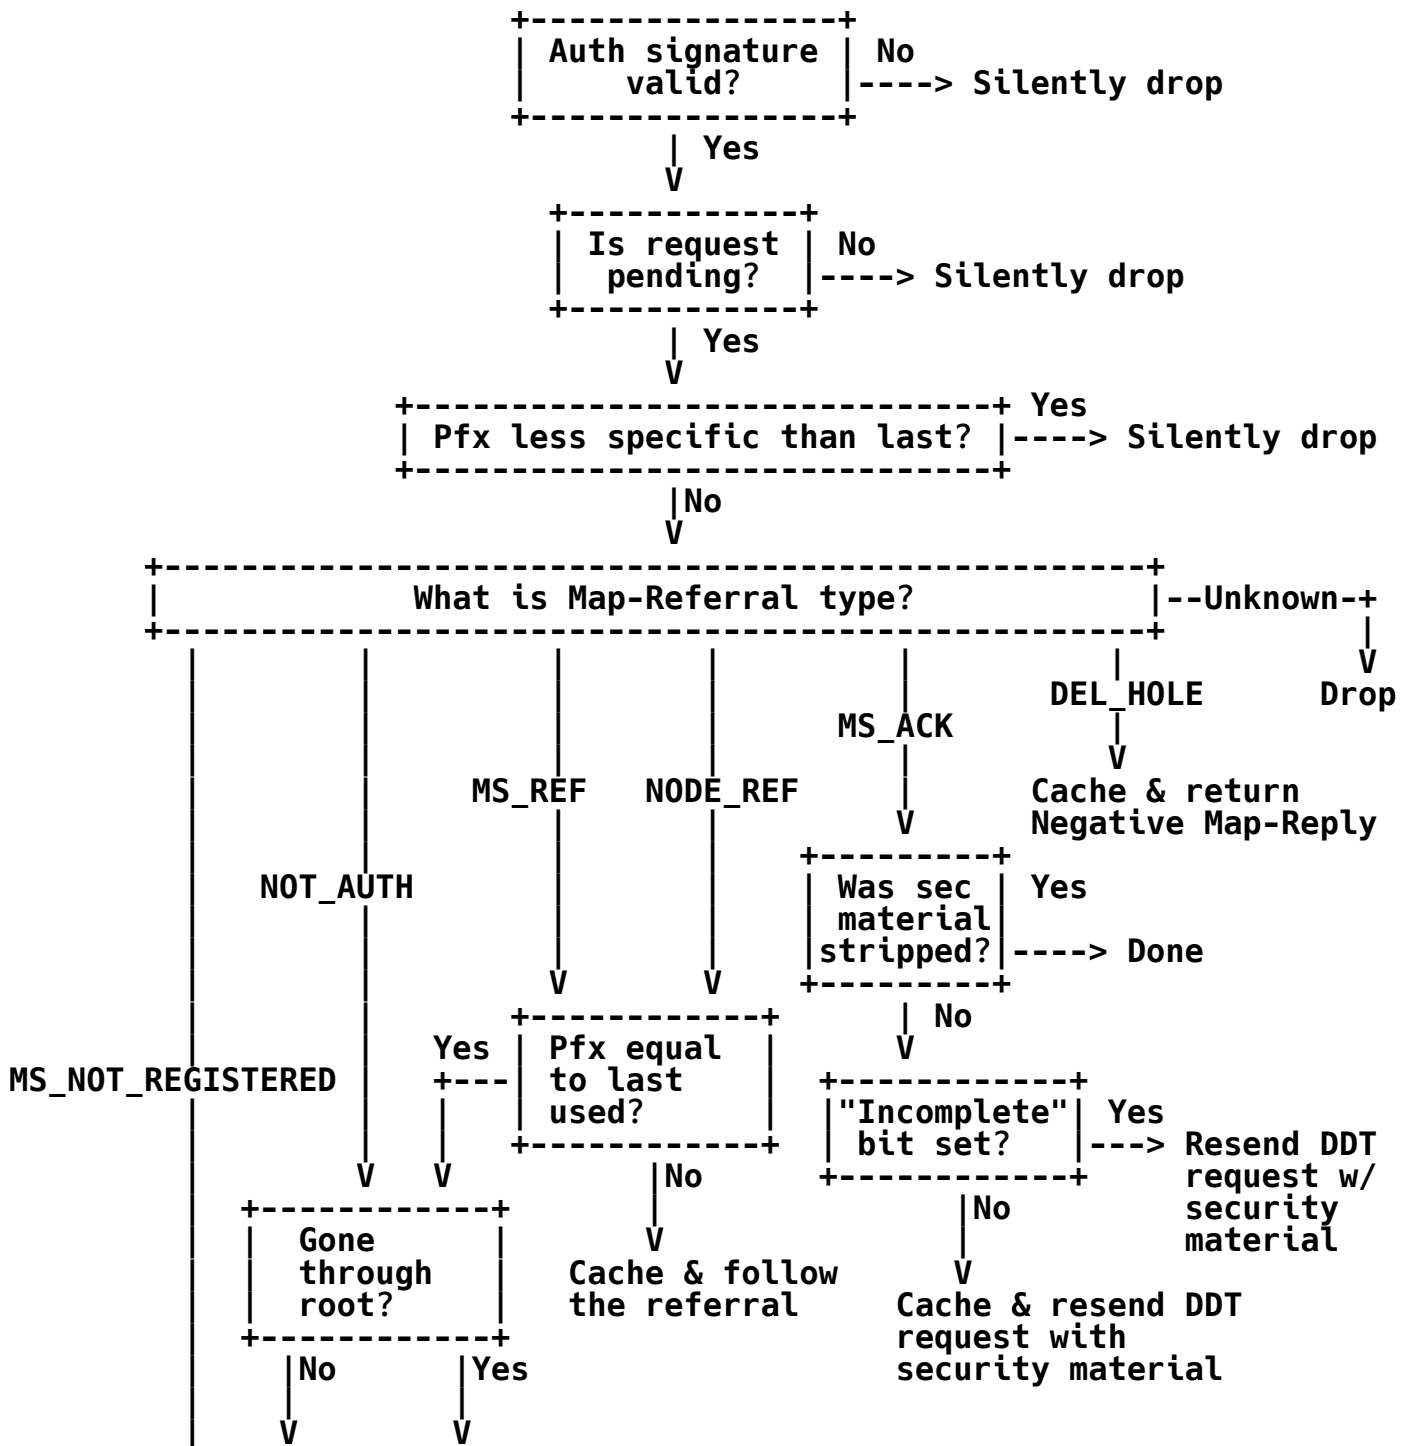 +----------------+
| Auth signature | No
|     valid?     |----> Silently drop
+----------------+
| Yes
V
+------------+
| Is request | No
|  pending?  |----> Silently drop
+------------+
| Yes
V
+------------------------------+ Yes
| Pfx less specific than last? |----> Silently drop
+------------------------------+
|No
V
+---------------------------------------------------+
|             What is Map-Referral type?            |--Unknown-+
+---------------------------------------------------+          |
|        |         |       |         |          |            V
|        |         |       |         |       DEL_HOLE      Drop
|        |         |       |      MS_ACK        |
|        |         |       |         |          V
|        |      MS_REF   NODE_REF    |      Cache & return
|        |         |       |         V      Negative Map-Reply
|        |         |       |    +---------+
|    NOT_AUTH      |       |    | Was sec | Yes
|        |         |       |    | material|
|        |         |       |    |stripped?|----> Done
|        |         V       V    +---------+
|        |       +------------+      | No
|        |   Yes | Pfx equal  |      V
MS_NOT_REGISTERED |   +---| to last    |  +------------+
|        |   |   | used?      |  |"Incomplete"| Yes
|        |   |   +------------+  | bit set?   |---> Resend DDT
|        V   V          |No      +------------+     request w/
|  +------------+       |               |No         security
|  |  Gone      |       V               |           material
|  |  through   |   Cache & follow      V
|  |  root?     |   the referral     Cache & resend DDT
|  +------------+                    request with
|    |No      |Yes                   security material
|    |        |
|    V        V